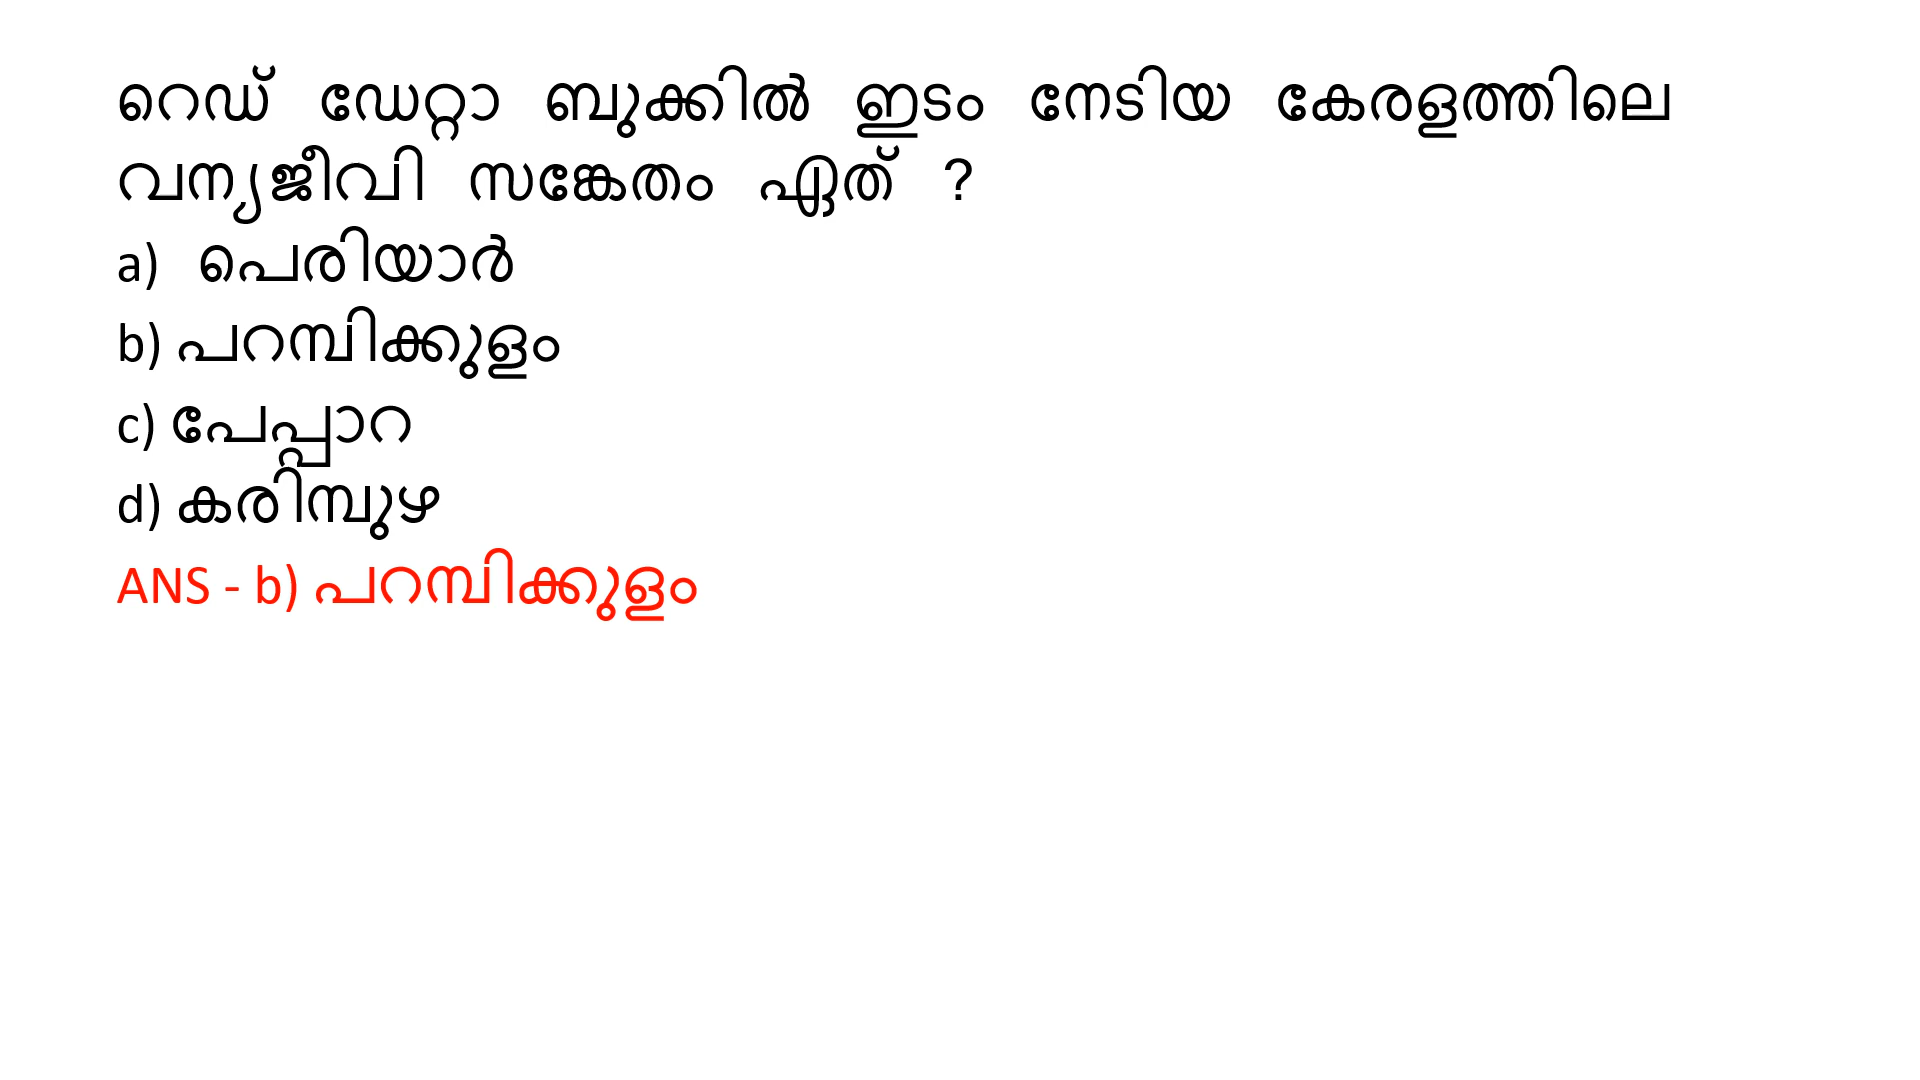 റെഡ് ഡേറ്റാ ബുക്കിൽ ഇടം നേടിയ കേരളത്തിലെ
വന്യജീവി സങ്കേതം ഏത് ?
a) പെരിയാർ
b) പറമ്പിക്കുളം
c) പേപ്പാറ
d) കരിമ്പുഴ
ANS - b) പറമ്പിക്കുളം